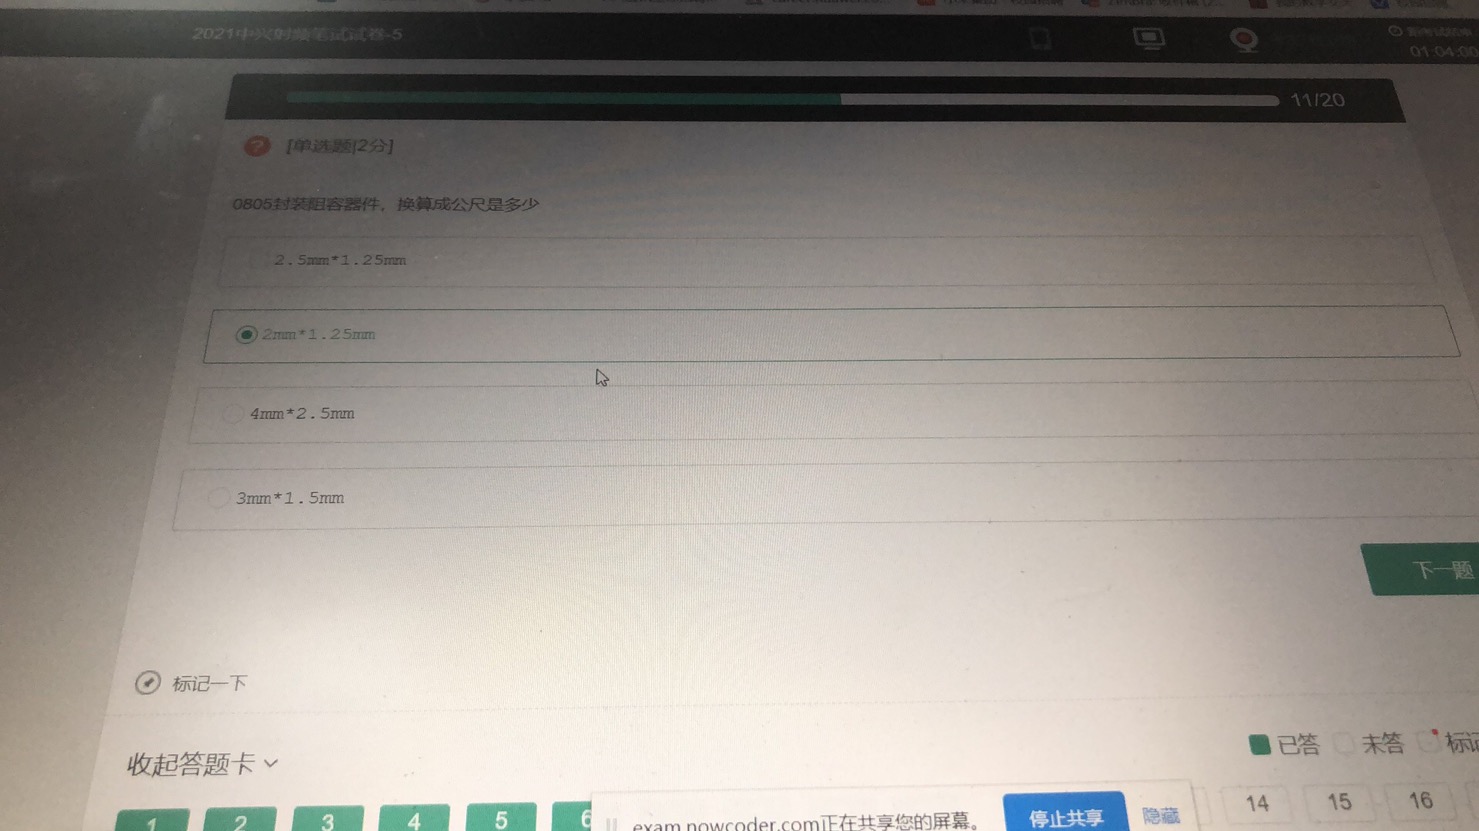 2021中兴射频笔试试卷-5
01:04:00
11/20
[单选题|2分]
0805封装阻容器件，换算成公尺是多少
2.5mm*1.25mm
2mm*1.25mm
4mm*2.5mm
3mm*1.5mm
下一题
标记一下
收起答题卡
已答 未答 标记
1 2 3 4 5 6 14 15 16
exam.nowcoder.com正在共享您的屏幕。 停止共享 隐藏